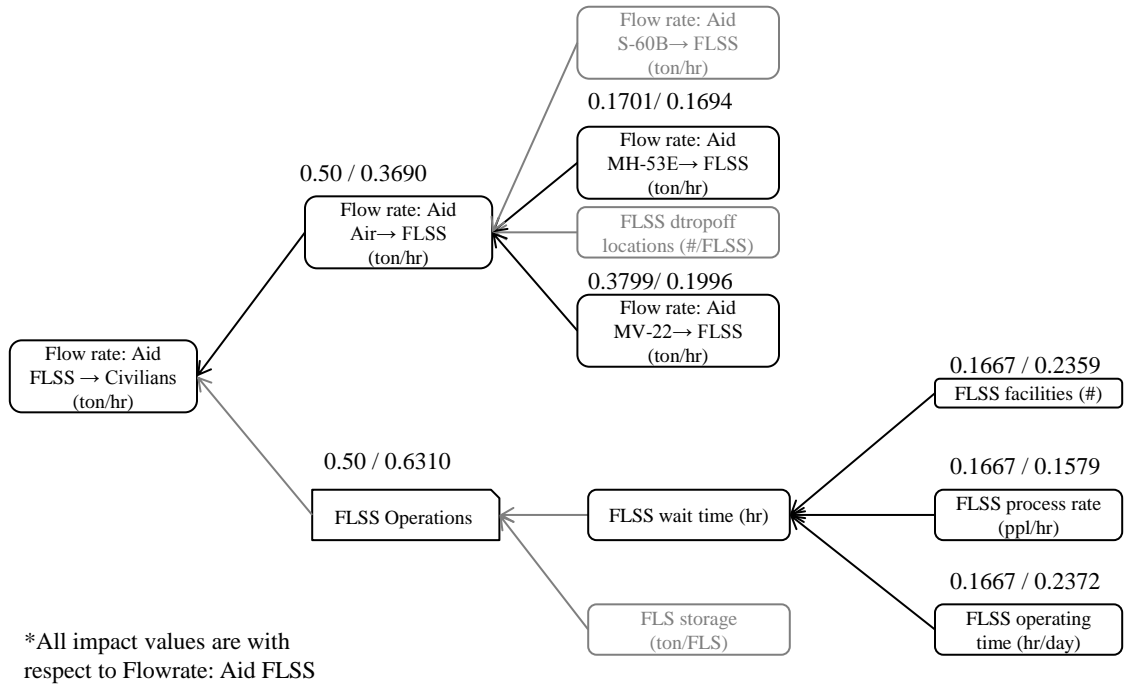 Flow rate: Aid
S-60B→ FLSS
(ton/hr)
0.1701/ 0.1694
Flow rate: Aid
MH-53E→ FLSS
(ton/hr)
0.50 / 0.3690
Flow rate: Aid
Air→ FLSS
(ton/hr)
FLSS dtropoff
locations (#/FLSS)
0.3799/ 0.1996
Flow rate: Aid
MV-22→ FLSS
(ton/hr)
Flow rate: Aid
FLSS → Civilians
(ton/hr)
0.1667 / 0.2359
FLSS facilities (#)
0.50 / 0.6310
FLSS Operations
FLSS wait time (hr)
0.1667 / 0.1579
FLSS process rate
(ppl/hr)
0.1667 / 0.2372
FLSS operating
time (hr/day)
FLS storage
(ton/FLS)
*All impact values are with
respect to Flowrate: Aid FLSS